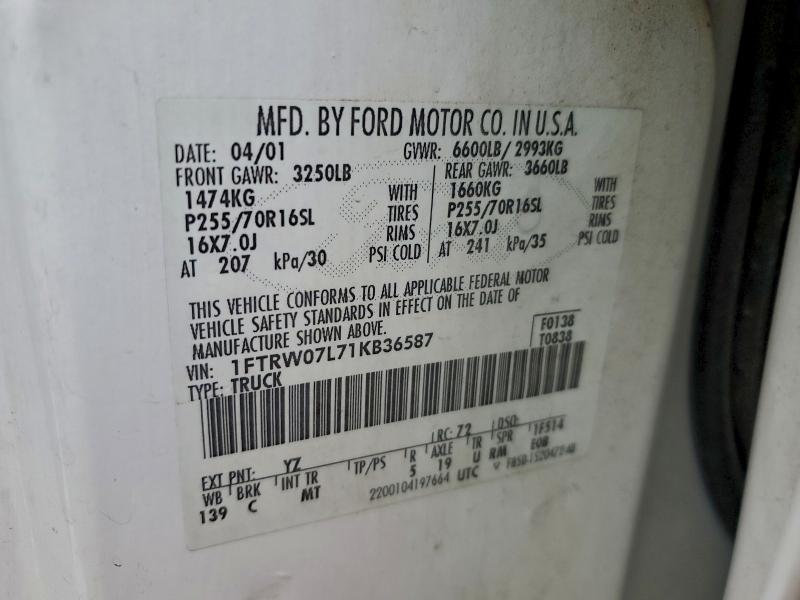 MFD. BY FORD MOTOR CO. IN U.S.A.
DATE: 04/01 GVWR: 6600LB/ 2993KG
FRONT GAWR: 3250LB REAR GAWR: 3660LB
1474KG WITH 1660KG WITH
P255/70R16SL TIRES P255/70R16SL TIRES
16X7.0J RIMS 16X7.0J RIMS
AT 207 kPa/30 PSI COLD AT 241 kPa/35 PSI COLD
THIS VEHICLE CONFORMS TO ALL APPLICABLE FEDERAL MOTOR
VEHICLE SAFETY STANDARDS IN EFFECT ON THE DATE OF
MANUFACTURE SHOWN ABOVE.
VIN: 1FTRW07L71KB36587 F0138
TYPE: TRUCK T0838
EXT PNT: YZ RC: 72 DSO: 1F514
WB BRK INT TR TP/PS R AXLE TR SPR EOB
139 C MT 5 19 U RM
2200104197664 UTC